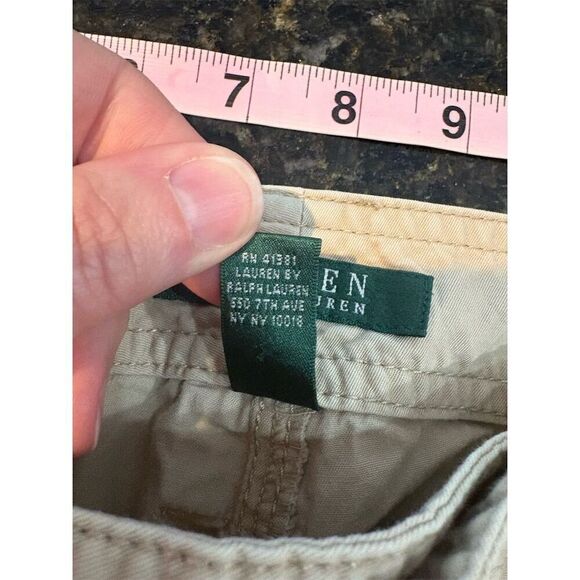 7 8 9
RN 41381
LAUREN BY
RALPH LAUREN
550 7TH AVE
NY NY 10018
EN
UREN